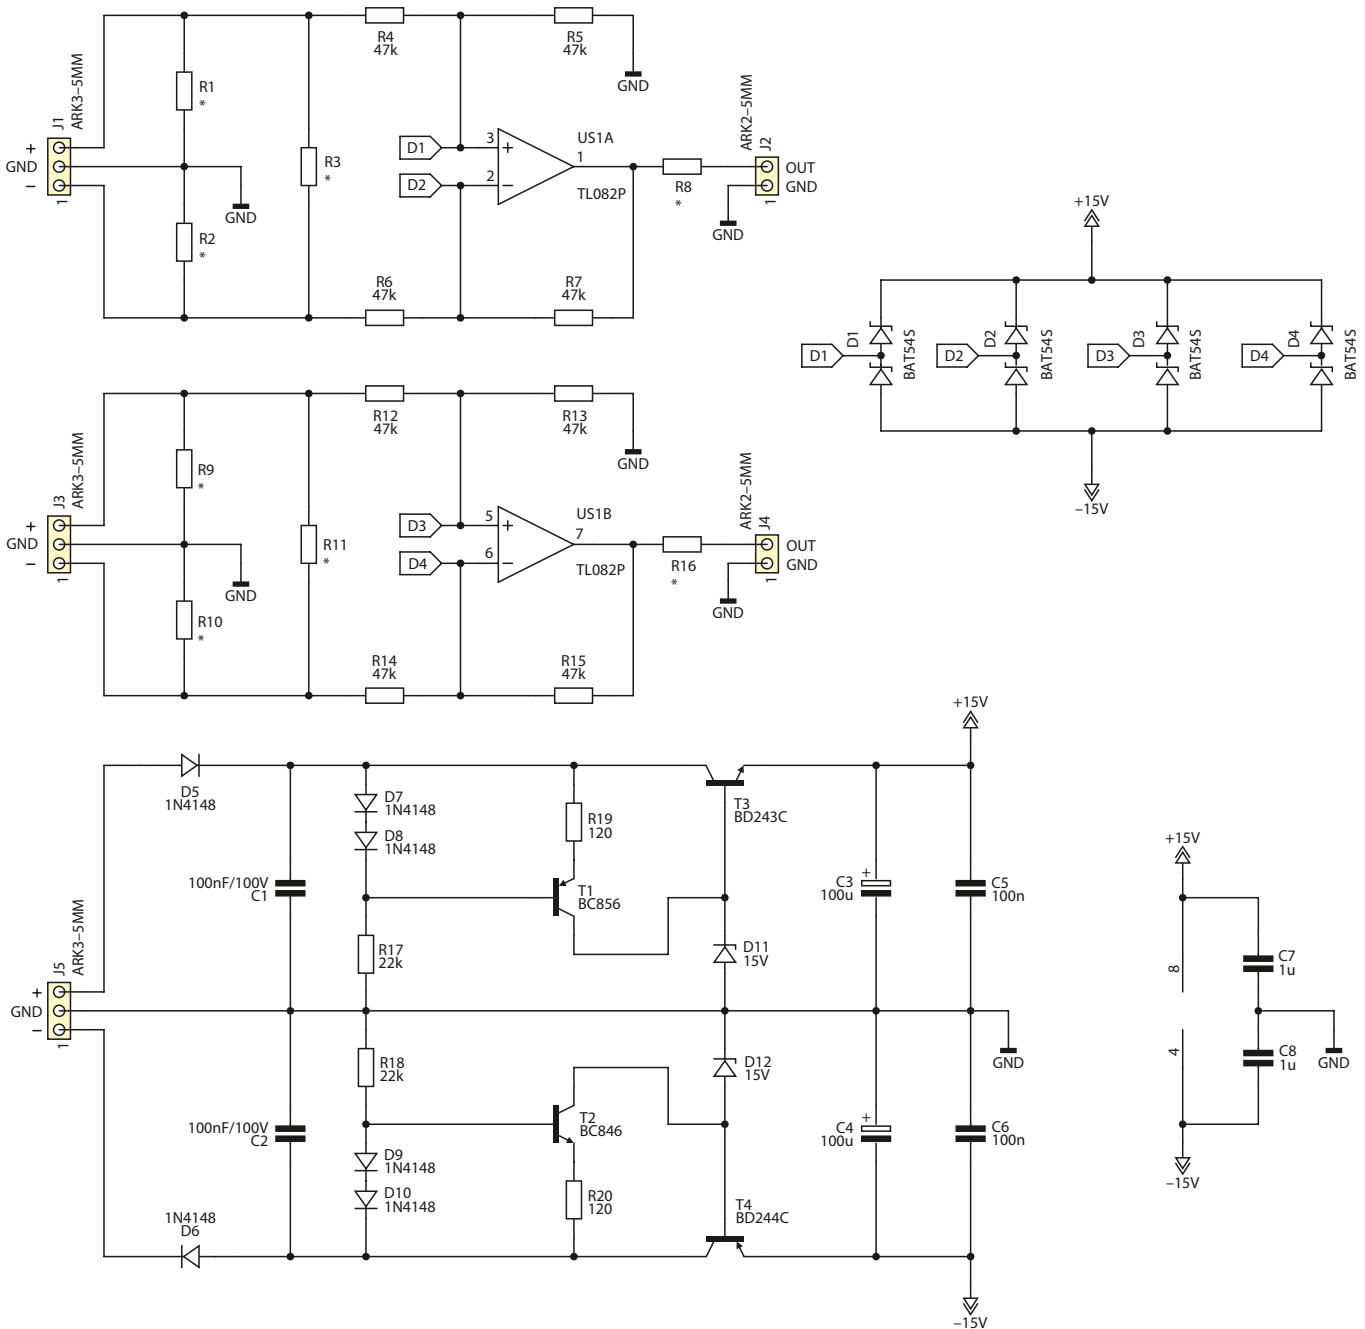 R4
47k
R5
47k
GND
J1
ARK3–5MM
+
GND
–
1
R1
*
R2
*
GND
R3
*
D1
D2
3
+
2
–
1
US1A
TL082P
R8
*
ARK2–5MM
J2
OUT
GND
1
GND
R6
47k
R7
47k
+15V
D1
D1
BAT54S
D2
D2
BAT54S
D3
D3
BAT54S
D4
D4
BAT54S
–15V
R12
47k
R13
47k
GND
J3
ARK3–5MM
+
GND
–
1
R9
*
R10
*
GND
R11
*
D3
D4
5
+
6
–
7
US1B
TL082P
R16
*
ARK2–5MM
J4
OUT
GND
1
GND
R14
47k
R15
47k
+15V
D5
1N4148
D7
1N4148
D8
1N4148
R19
120
T3
BD243C
100nF/100V
C1
T1
BC856
C3
100u
+
C5
100n
R17
22k
D11
15V
J5
ARK3–5MM
+
GND
–
1
GND
R18
22k
D12
15V
100nF/100V
C2
T2
BC846
C4
100u
+
C6
100n
D9
1N4148
D10
1N4148
R20
120
T4
BD244C
1N4148
D6
–15V
+15V
8
C7
1u
4
C8
1u
GND
–15V